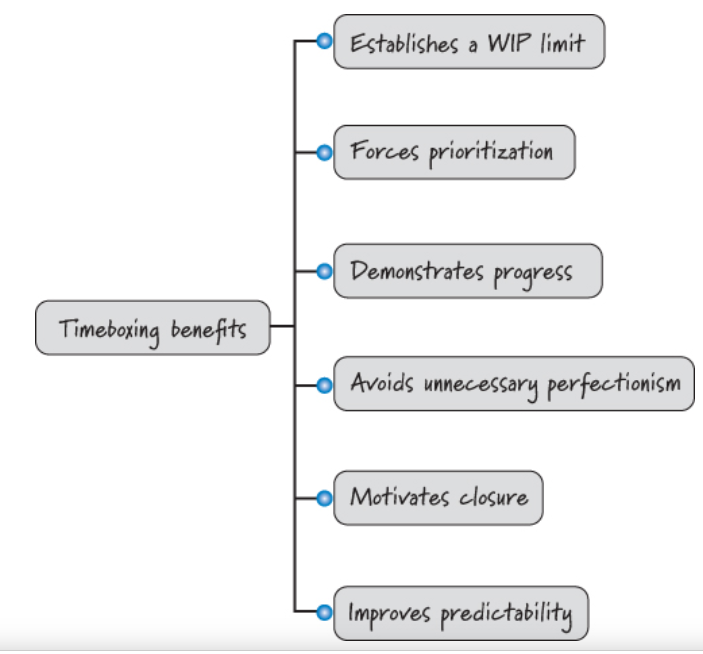 Establishes a WIP limit
Forces prioritization
Demonstrates progress
Timeboxing benefits
Avoids unnecessary perfectionism
Motivates closure
Improves predictability